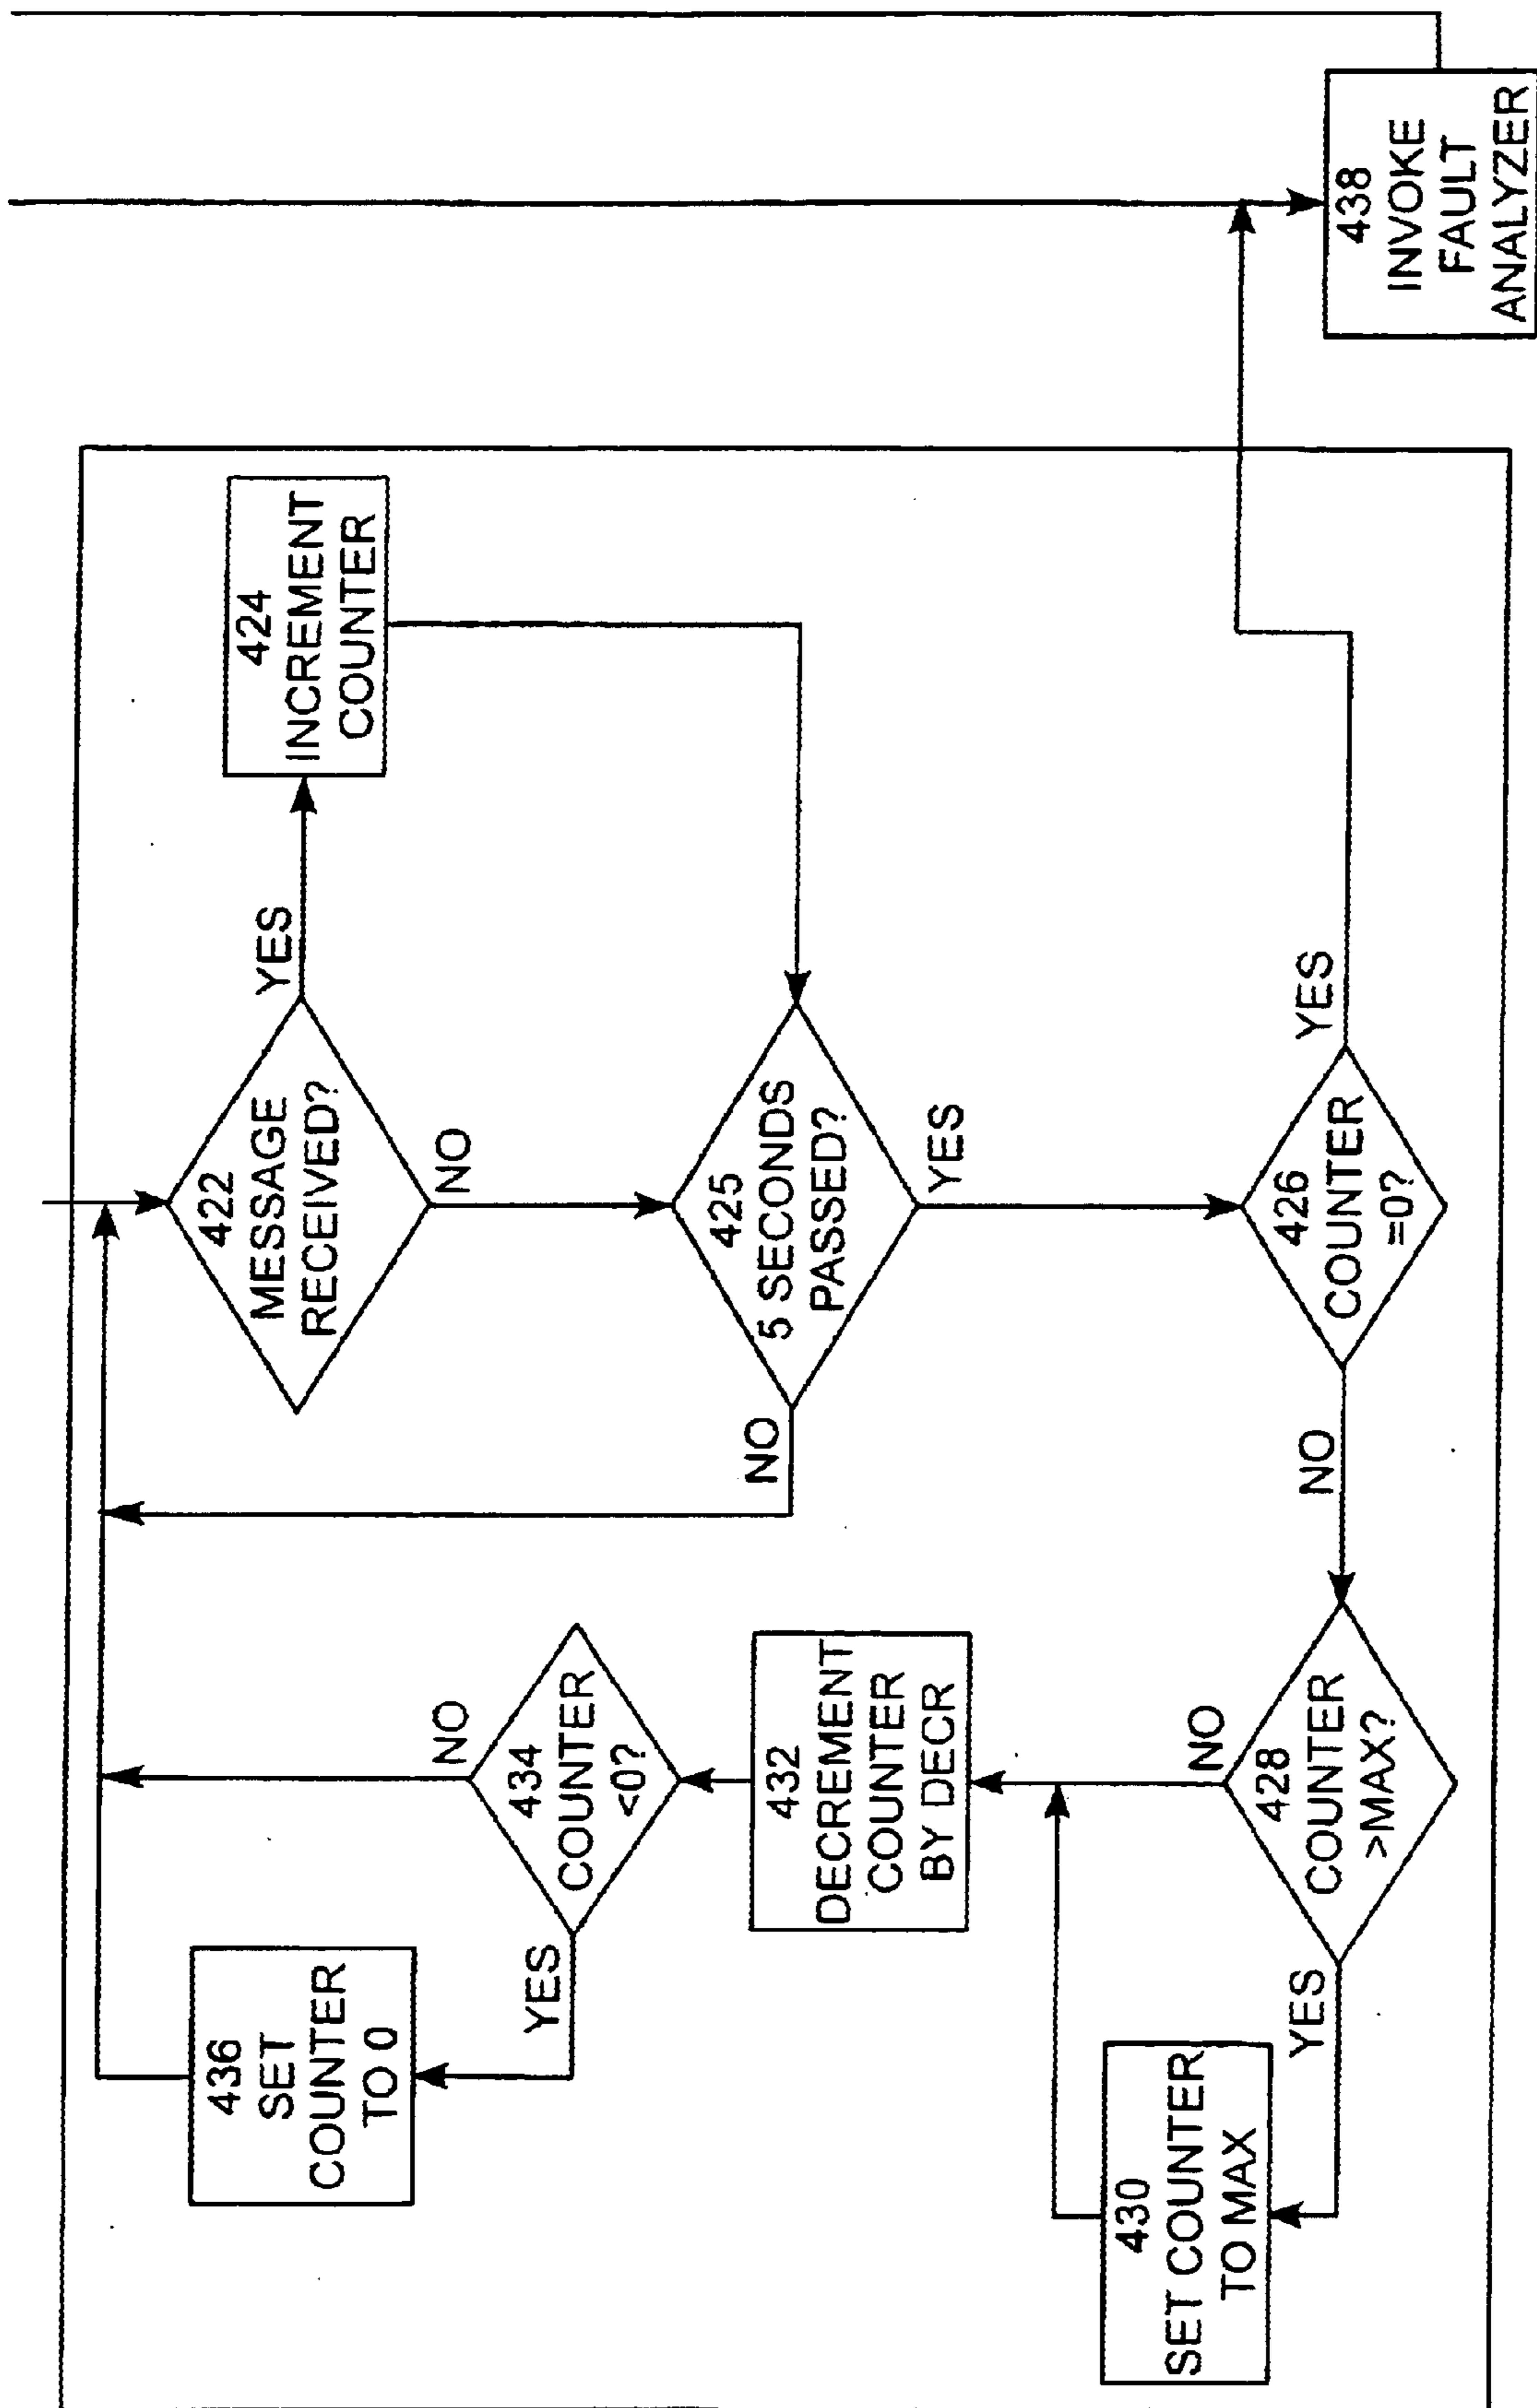 422
MESSAGE
RECEIVED?
YES
424
INCREMENT
COUNTER
NO
425
5 SECONDS
PASSED?
NO
YES
426
COUNTER
=0?
YES
NO
428
COUNTER
>MAX?
YES
430
SET COUNTER
TO MAX
NO
432
DECREMENT
COUNTER
BY DECR
434
COUNTER
<0?
NO
YES
436
SET
COUNTER
TO 0
438
INVOKE
FAULT
ANALYZER